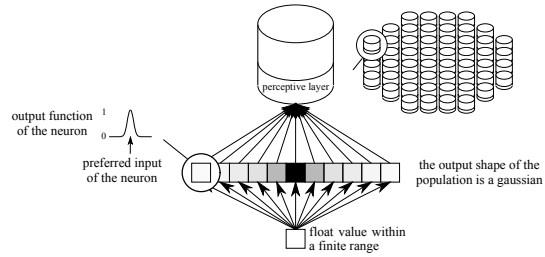 perceptive layer
output function
of the neuron
1
0
preferred input
of the neuron
the output shape of the
population is a gaussian
float value within
a finite range